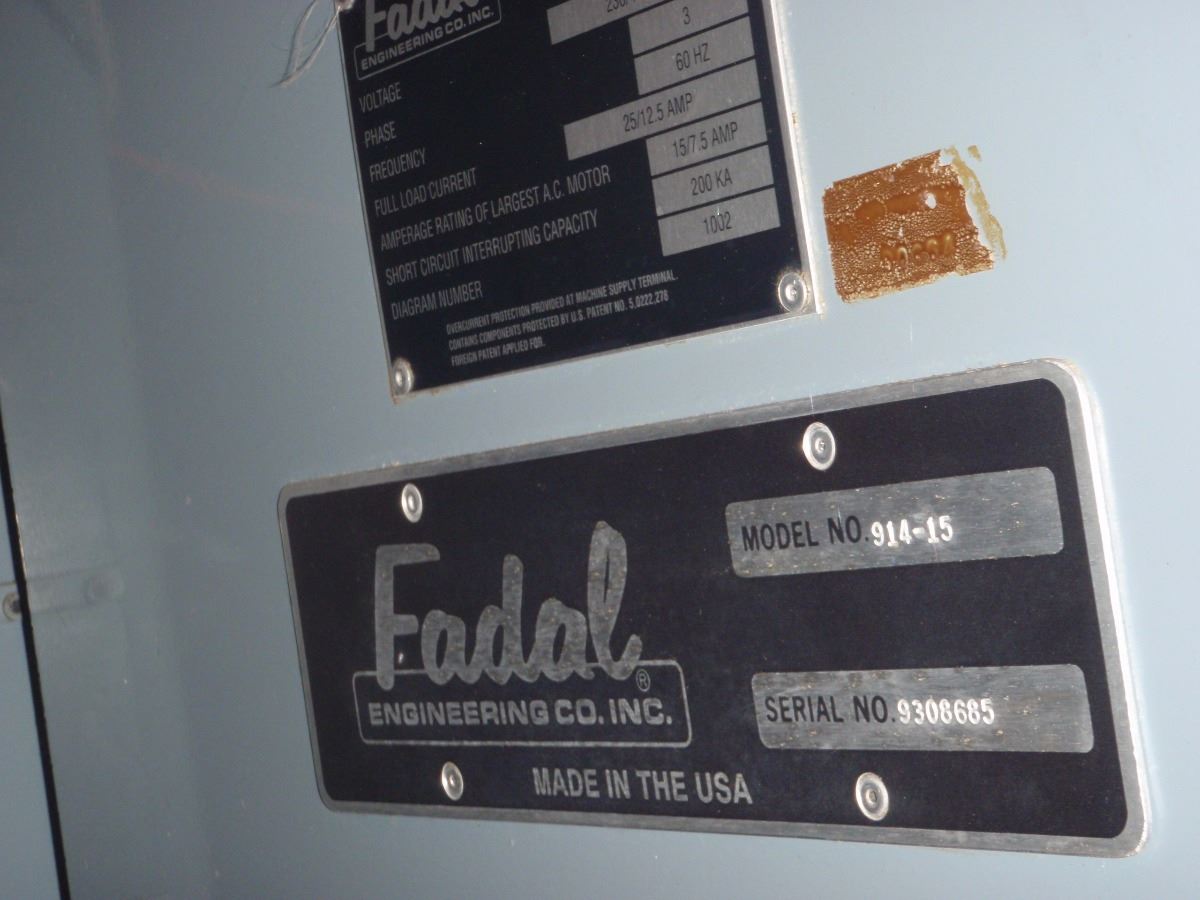 Fadal
ENGINEERING CO. INC.
VOLTAGE
PHASE 3
FREQUENCY 60 HZ
FULL LOAD CURRENT 25/12.5 AMP
AMPERAGE RATING OF LARGEST A.C. MOTOR 15/7.5 AMP
SHORT CIRCUIT INTERRUPTING CAPACITY 200 KA
DIAGRAM NUMBER 1002
OVERCURRENT PROTECTION PROVIDED AT MACHINE SUPPLY TERMINAL.
CONTAINS COMPONENTS PROTECTED BY U.S. PATENT NO. 5,0222,276
FOREIGN PATENT APPLIED FOR.
MODEL NO. 914-15
Fadal®
ENGINEERING CO. INC.
SERIAL NO. 9308685
MADE IN THE USA